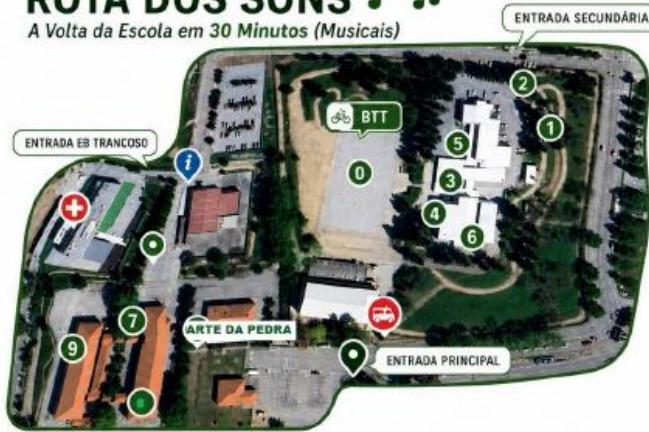 ROTA DOS SONS
A Volta da Escola em 30 Minutos (Musicais)
ENTRADA SECUNDÁRIA
2
1
BTT
ENTRADA EB TRANCOSO
i
5
0
3
4
6
7
ARTE DA PEDRA
9
ENTRADA PRINCIPAL
8